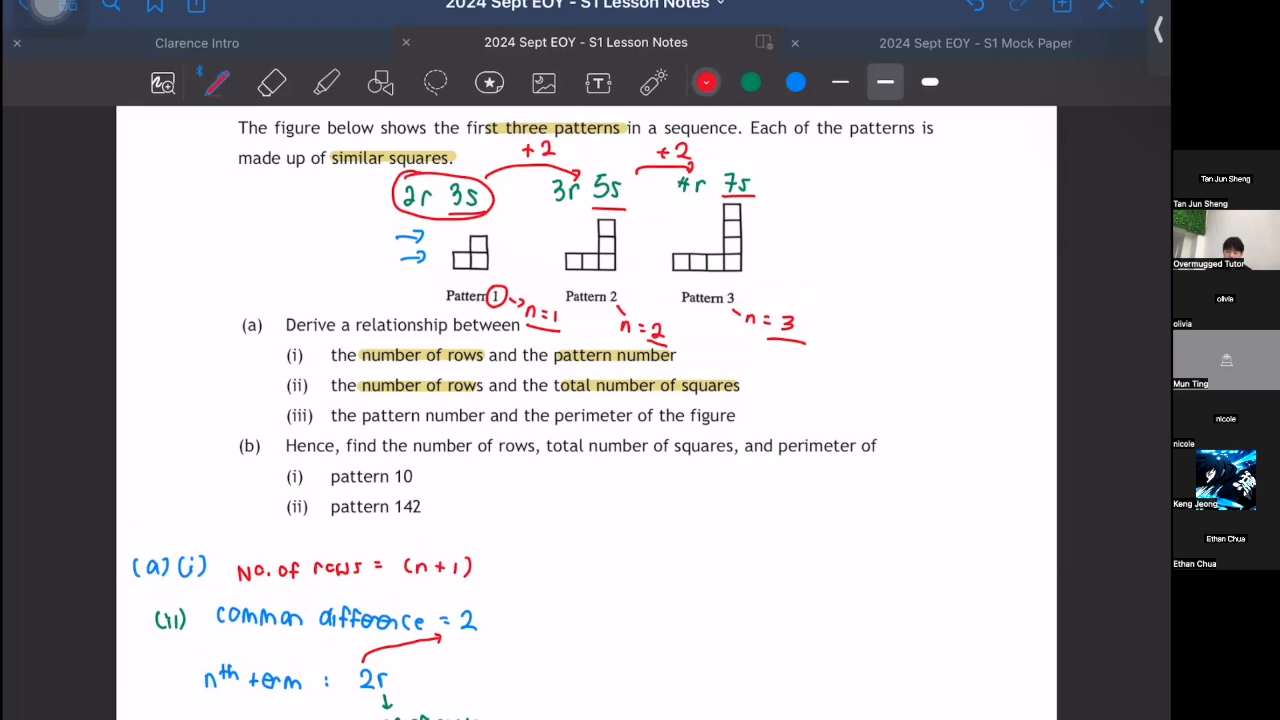 2024 Sept EOY - S1 Lesson Notes
Clarence Intro
2024 Sept EOY - S1 Lesson Notes
2024 Sept EOY - S1 Mock Paper
The figure below shows the first three patterns in a sequence. Each of the patterns is
made up of similar squares.
+2
+2
2r 3s
3r 5s
4r 7s
Pattern 1
Pattern 2
Pattern 3
n=1
n=2
n=3
(a) Derive a relationship between
(i) the number of rows and the pattern number
(ii) the number of rows and the total number of squares
(iii) the pattern number and the perimeter of the figure
(b) Hence, find the number of rows, total number of squares, and perimeter of
(i) pattern 10
(ii) pattern 142
(a)(i) No. of rows = (n+1)
(ii) common difference = 2
nth term : 2r
Tan Jun Sheng
Tan Jun Sheng
Overmugged Tutor
olivia
olivia
Mun Ting
nicole
nicole
Keng Jeong
Ethan Chua
Ethan Chua